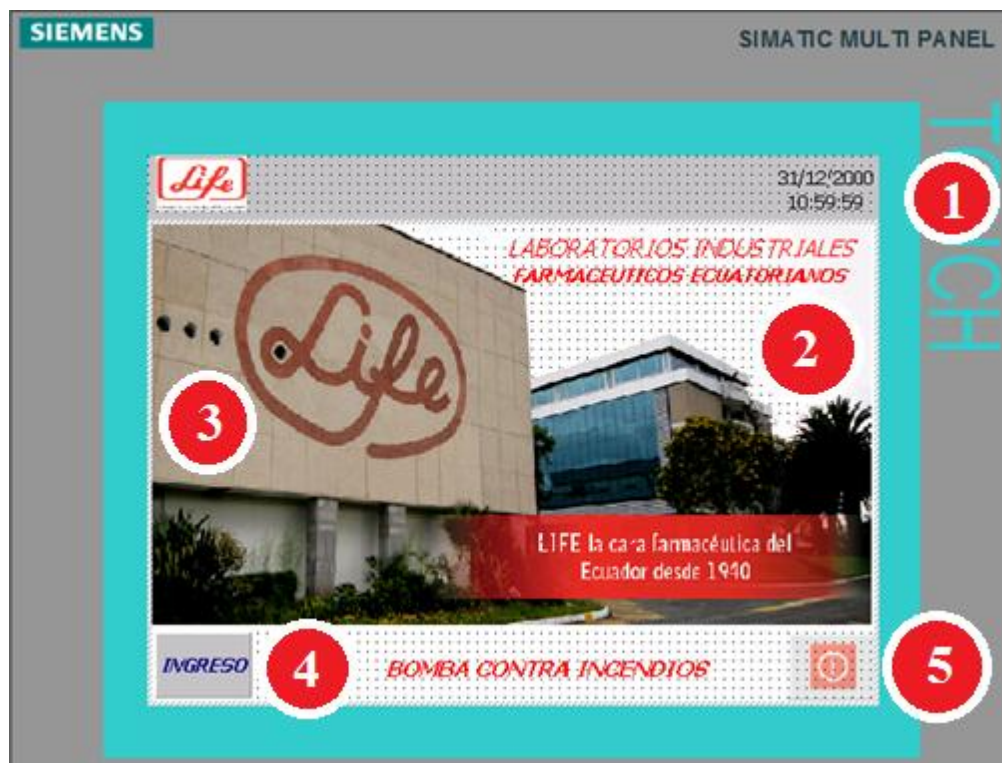 SIEMENS
SIMATIC MULTI PANEL
TOUCH
Life
31/12/2000
10:59:59
1
LABORATORIOS INDUSTRIALES
FARMACEUTICOS ECUATORIANOS
2
Life
3
LIFE la cara farmacéutica del
Ecuador desde 1940
INGRESO
4
BOMBA CONTRA INCENDIOS
5